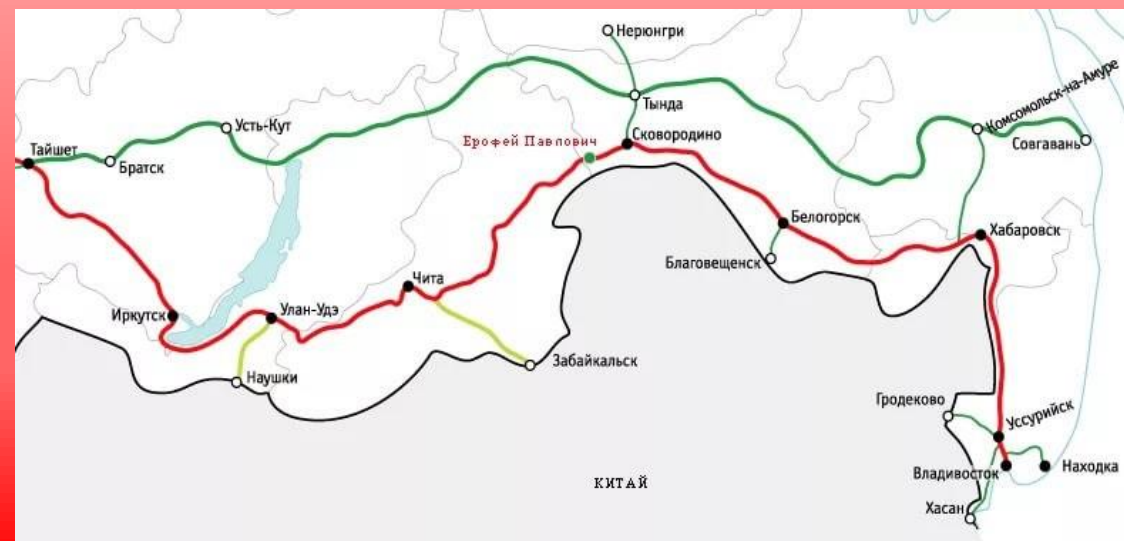 Нерюнгри
Тында
Комсомольск-на-Амуре
Усть-Кут
Ерофей Павлович
Сковородино
Тайшет
Братск
Совгавань
Белогорск
Хабаровск
Благовещенск
Чита
Иркутск
Улан-Удэ
Забайкальск
Наушки
Гродеково
Уссурийск
Владивосток
Находка
КИТАЙ
Хасан